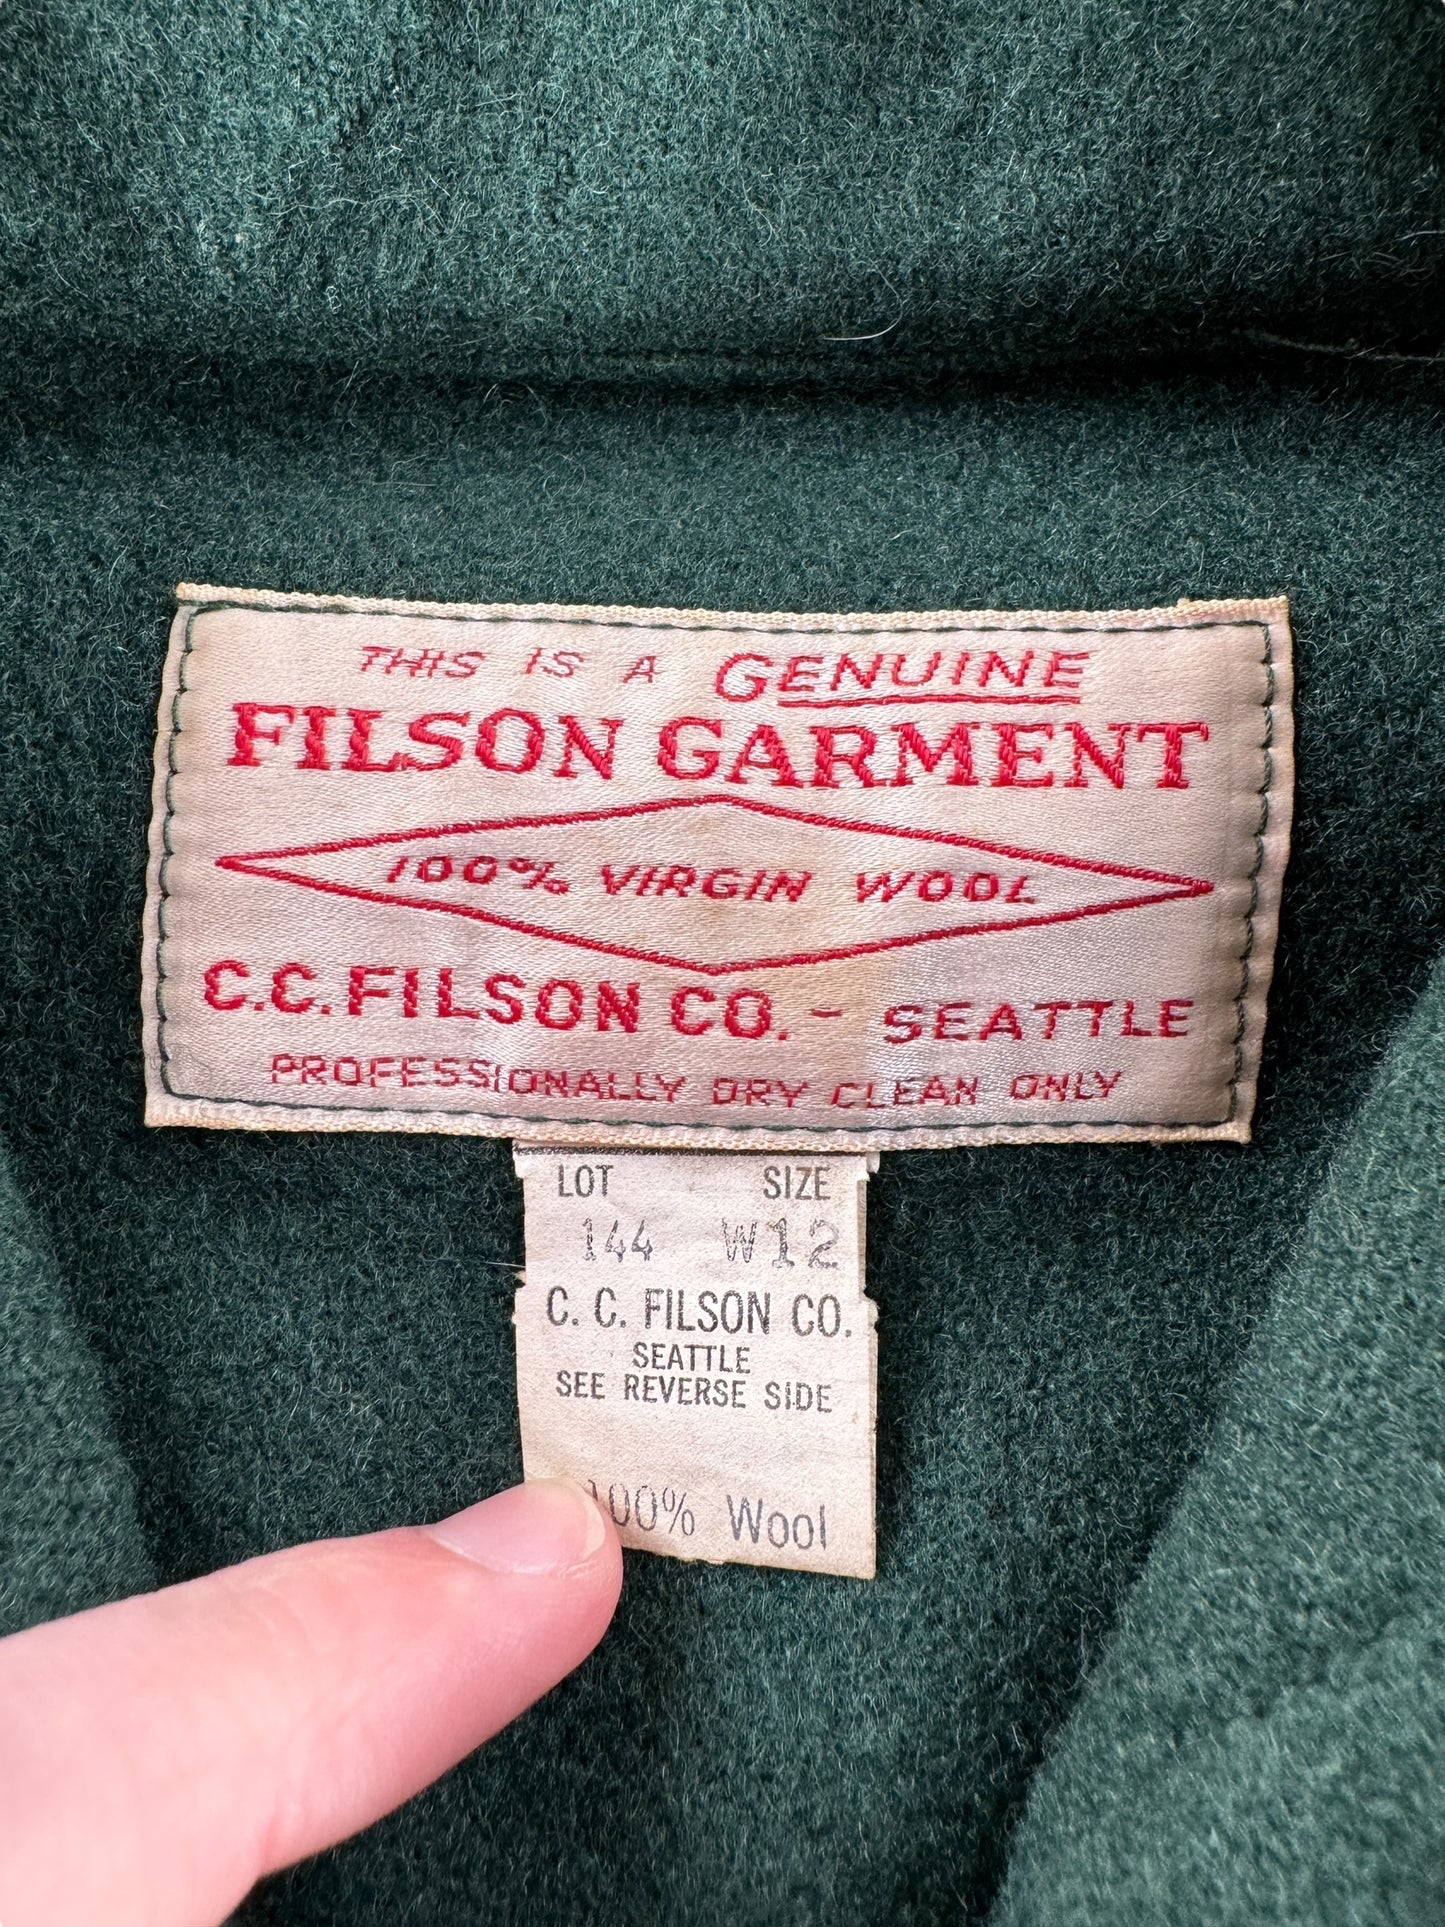 THIS IS A GENUINE
FILSON GARMENT
100% VIRGIN WOOL
C.C. FILSON CO. - SEATTLE
PROFESSIONALLY DRY CLEAN ONLY
LOT SIZE
144 W12
C. C. FILSON CO.
SEATTLE
SEE REVERSE SIDE
100% Wool